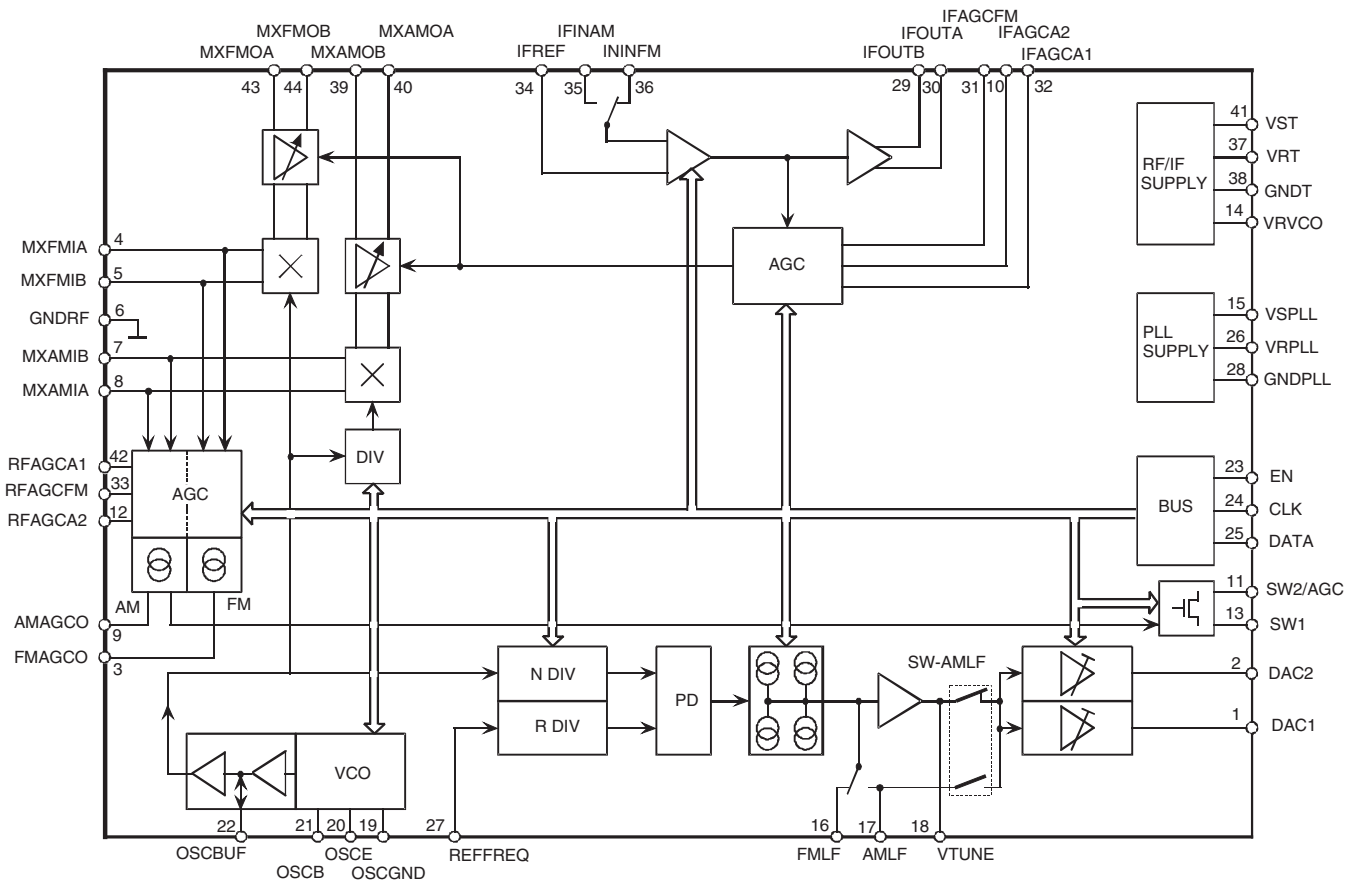 IFAGCFM
MXFMOB
MXAMOA
IFINAM
IFOUTA
IFAGCA2
MXFMOA
MXAMOB
IFREF
ININFM
IFOUTB
IFAGCA1
43
44
39
40
34
35
36
29
30
31
10
32
41
VST
RF/IF
SUPPLY
37
VRT
38
GNDT
14
VRVCO
MXFMIA
4
MXFMIB
5
GNDRF
6
MXAMIB
7
MXAMIA
8
AGC
15
VSPLL
PLL
SUPPLY
26
VRPLL
28
GNDPLL
DIV
RFAGCA1
42
RFAGCFM
33
RFAGCA2
12
AGC
BUS
23
EN
24
CLK
25
DATA
AM
FM
AMAGCO
9
FMAGCO
3
11
SW2/AGC
13
SW1
SW-AMLF
N DIV
R DIV
PD
2
DAC2
1
DAC1
VCO
22
21
20
19
27
16
17
18
OSCBUF
OSCE
REFFREQ
FMLF
AMLF
VTUNE
OSCB
OSCGND